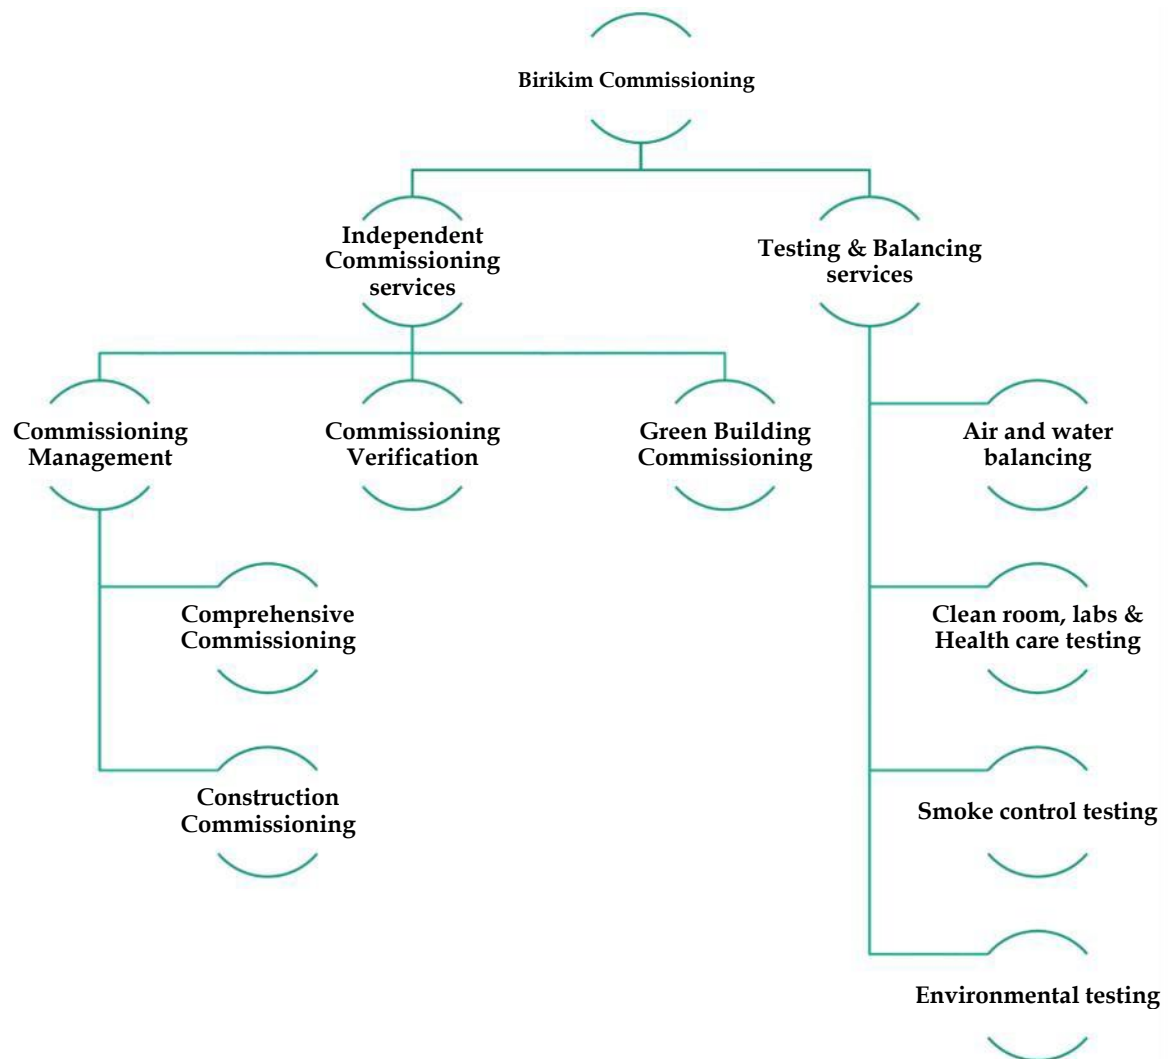 Birikim Commissioning
Independent
Commissioning
services
Testing & Balancing
services
Commissioning
Management
Commissioning
Verification
Green Building
Commissioning
Air and water
balancing
Comprehensive
Commissioning
Clean room, labs &
Health care testing
Construction
Commissioning
Smoke control testing
Environmental testing